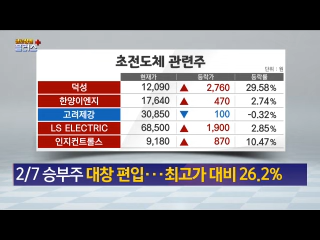 초전도체 관련주
단위 : 원
현재가 등락가 등락률
덕성 12,090 ▲ 2,760 29.58%
한양이엔지 17,640 ▲ 470 2.74%
고려제강 30,850 ▼ 100 -0.32%
LS ELECTRIC 68,500 ▲ 1,900 2.85%
인지컨트롤스 9,180 ▲ 870 10.47%
2/7 승부주 대창 편입···최고가 대비 26.2%